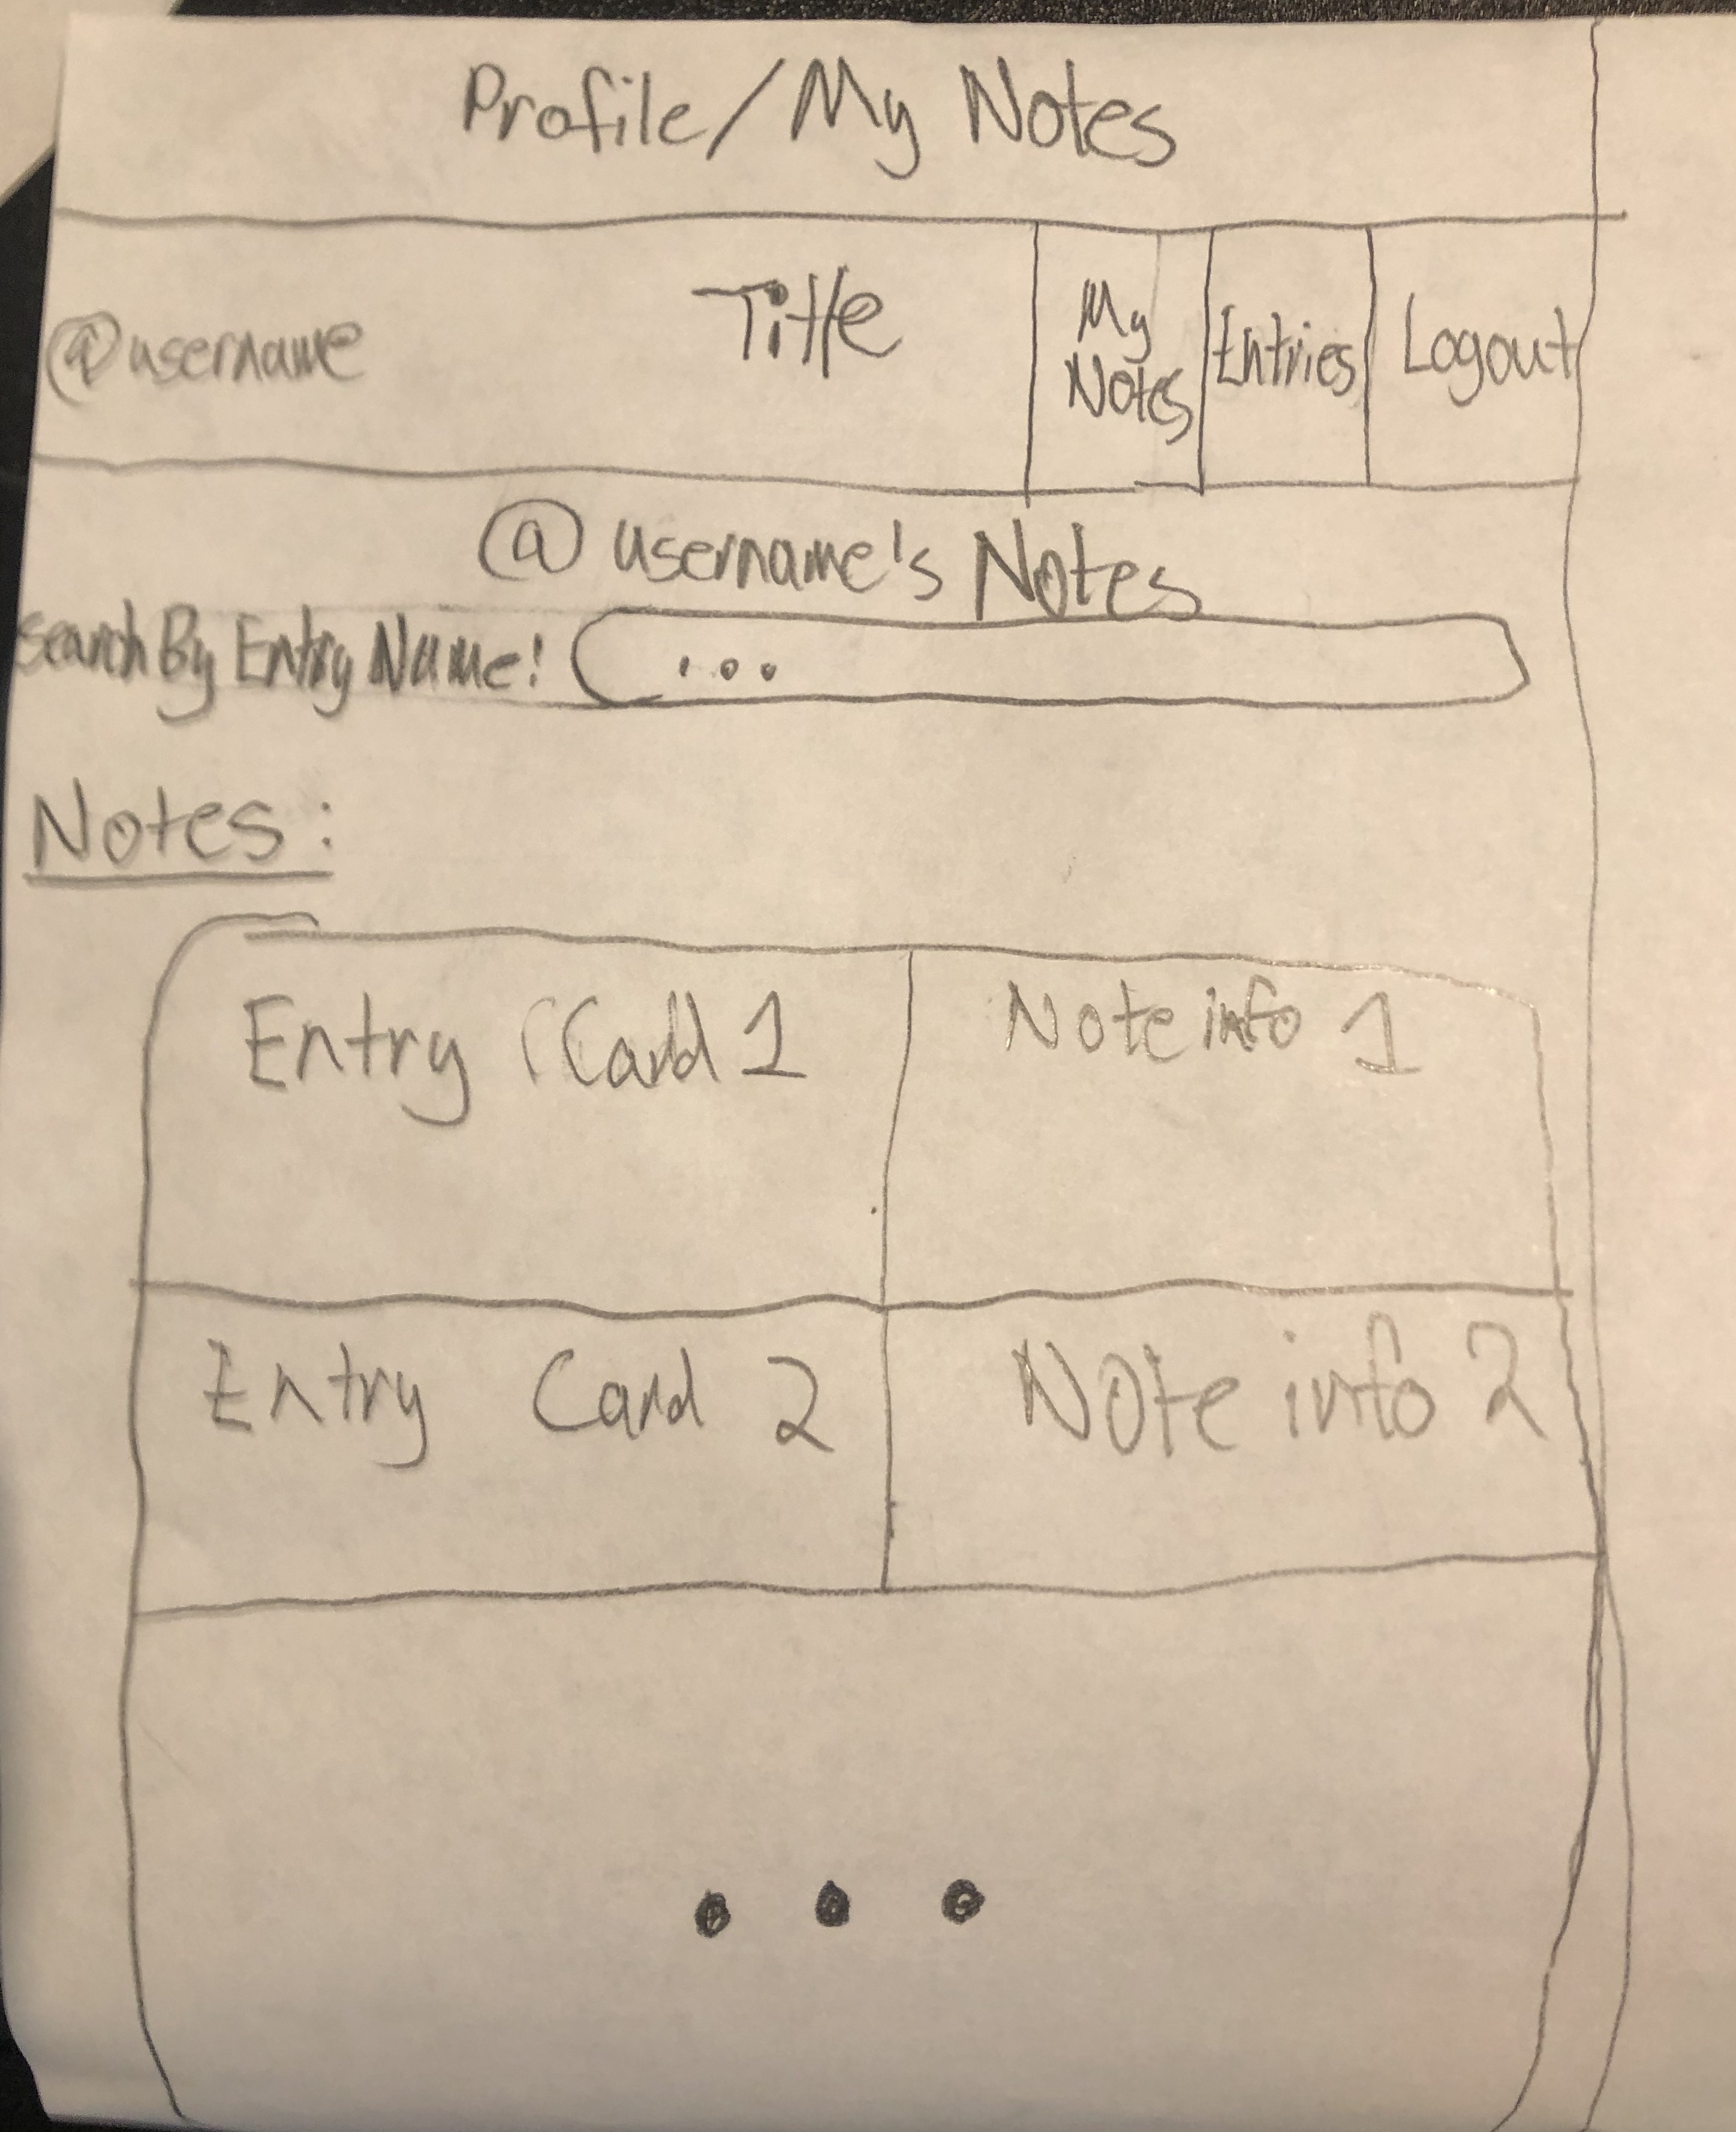 Profile/My Notes
@username Title My Notes Entries Logout
@username's Notes
Search By Entry Name: ...
Notes:
Entry Card 1 Note info 1
Entry Card 2 Note info 2
...